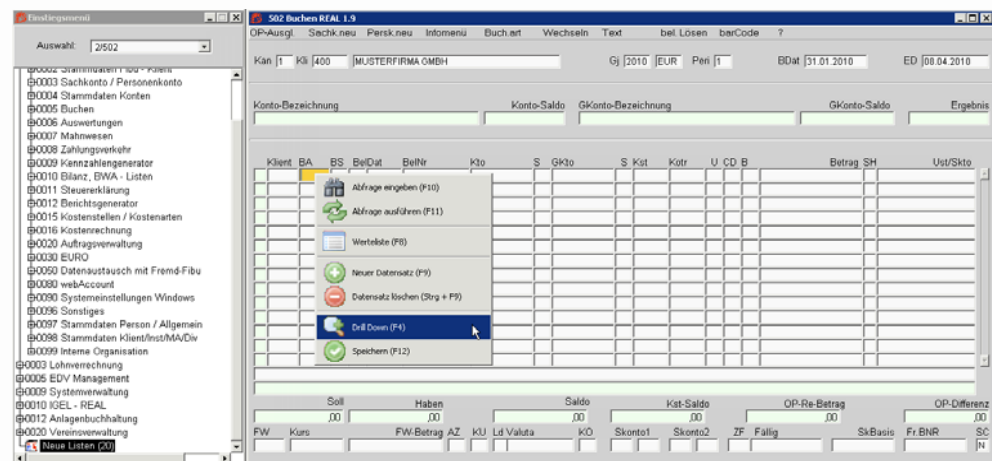 Einstiegsmenü
Auswahl: 2/502
0002 Stammdaten Fibu - Klient
0003 Sachkonto / Personenkonto
0004 Stammdaten Konten
0005 Buchen
0006 Auswertungen
0007 Mahnwesen
0008 Zahlungsverkehr
0009 Kennzahlengenerator
0010 Bilanz, BWA - Listen
0011 Steuererklärung
0012 Berichtsgenerator
0015 Kostenstellen / Kostenarten
0016 Kostenrechnung
0020 Auftragsverwaltung
0030 EURO
0050 Datenaustausch mit Fremd-Fibu
0080 webAccount
0090 Systemeinstellungen Windows
0096 Sonstiges
0097 Stammdaten Person / Allgemein
0098 Stammdaten Klient/Inst/MA/Div
0099 Interne Organisation
0003 Lohnverrechnung
0005 EDV Management
0009 Systemverwaltung
0010 IGEL - REAL
0012 Anlagenbuchhaltung
0020 Vereinsverwaltung
Neue Listen (20)
502 Buchen REAL 1.9
OP-Ausgl. Sachk.neu Persk.neu Infomenü Buch.art Wechseln Text bel. Lösen barCode ?
Kan 1 Kli 400 MUSTERFIRMA GMBH Gj 2010 EUR Peri 1 BDat 31.01.2010 ED 08.04.2010
Konto-Bezeichnung Konto-Saldo GKonto-Bezeichnung GKonto-Saldo Ergebnis
Klient BA BS BelDat BelNr Kto S GKto S Kst Kotr U CD B Betrag SH Ust/Skto
Abfrage eingeben (F10)
Abfrage ausführen (F11)
Werteliste (F8)
Neuer Datensatz (F9)
Datensatz löschen (Strg + F9)
Drill Down (F4)
Speichern (F12)
Soll Haben Saldo Kst-Saldo OP-Re-Betrag OP-Differenz
,00 ,00 ,00 ,00 ,00 ,00
FW Kurs FW-Betrag AZ KU Ld Valuta KO Skonto1 Skonto2 ZF Fällig SkBasis Fr.BNR SC
N